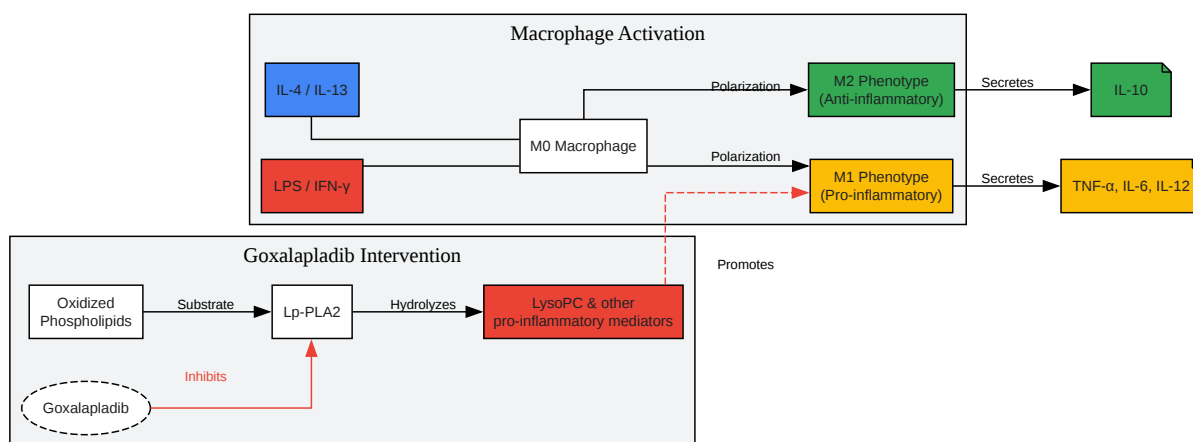 Macrophage Activation
IL-4 / IL-13
M0 Macrophage
LPS / IFN-γ
Polarization
M2 Phenotype
(Anti-inflammatory)
Secretes
IL-10
Polarization
M1 Phenotype
(Pro-inflammatory)
Secretes
TNF-α, IL-6, IL-12
Promotes
Goxalapladib Intervention
Oxidized
Phospholipids
Substrate
Lp-PLA2
Hydrolyzes
LysoPC & other
pro-inflammatory mediators
Inhibits
Goxalapladib